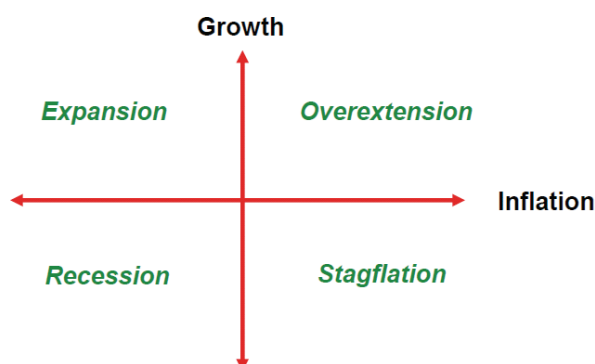 Growth
Expansion
Overextension
Inflation
Recession
Stagflation